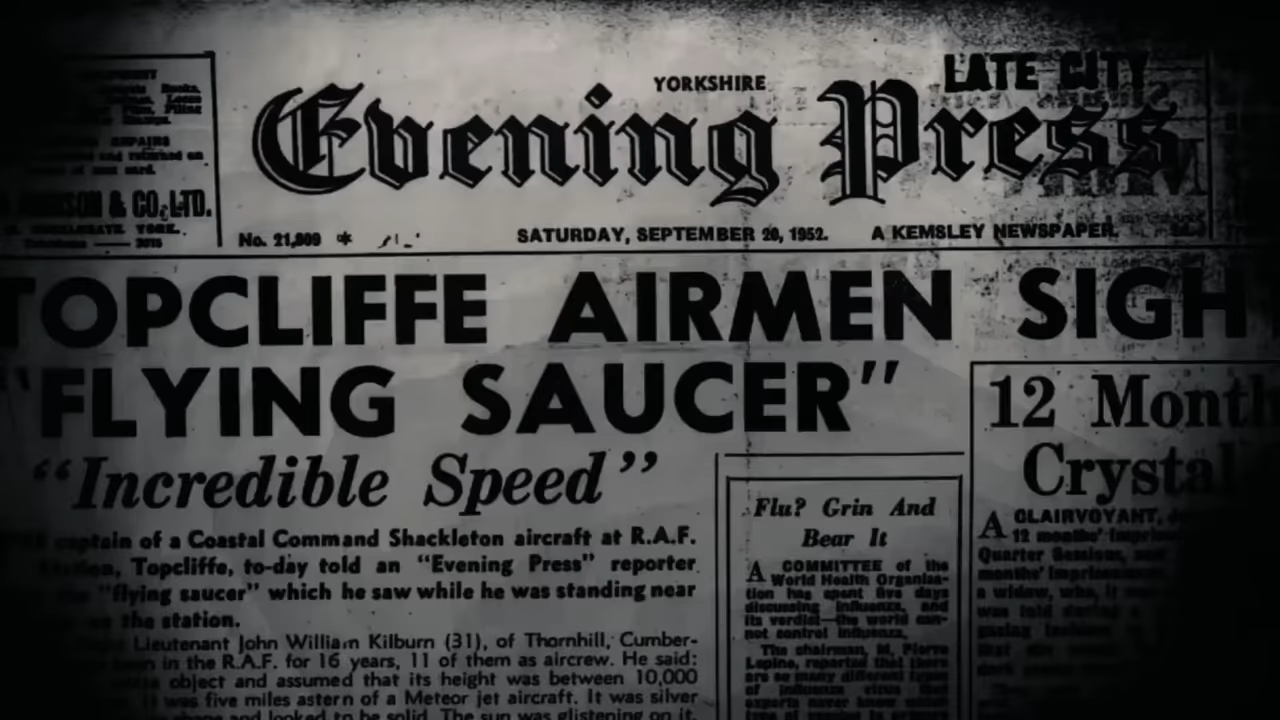 YORKSHIRE
LATE CITY
Evening Press
& CO. LTD.
YORK.
No. 21,809 * SATURDAY, SEPTEMBER 20, 1952. A KEMSLEY NEWSPAPER.
TOPCLIFFE AIRMEN SIGH
"FLYING SAUCER"
"Incredible Speed"
captain of a Coastal Command Shackleton aircraft at R.A.F.
Topcliffe, to-day told an "Evening Press" reporter
"flying saucer" which he saw while he was standing near
the station.
Lieutenant John William Kilburn (31), of Thornhill, Cumber-
in the R.A.F. for 16 years, 11 of them as aircrew. He said:
object and assumed that its height was between 10,000
It was five miles astern of a Meteor jet aircraft. It was silver
and looked to be solid. The sun was glistening on it.
Flu? Grin And
Bear It
A COMMITTEE of the
World Health Organisa-
tion has spent five days
discussing influenza, and
its verdict—the world can-
not control influenza.
The chairman, M. Pierre
Lepine, reported that there
are so many different types
of influenza virus that
experts never know which
12 Month
Crystal
A CLAIRVOYANT,
12 months'
Quarter Sessions,
months' imprisonment
a widow, who, it
was told